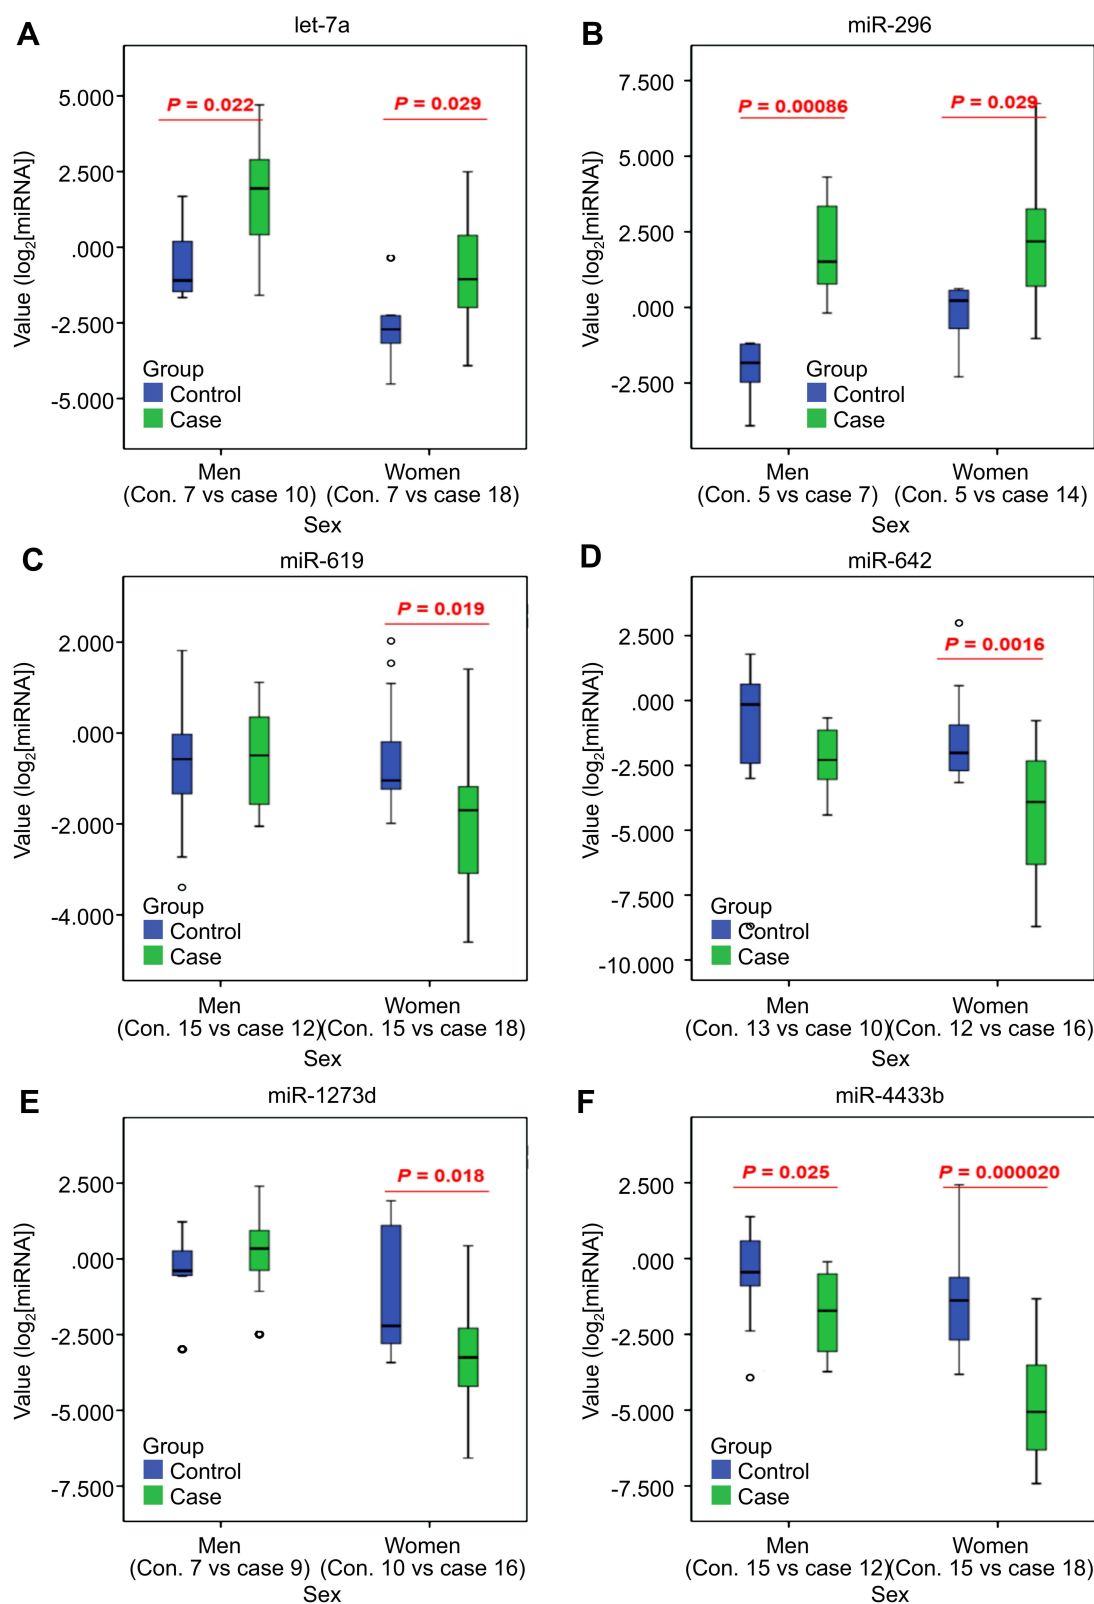 A
let-7a
5.000
2.500
.000
-2.500
-5.000
Value (log2[miRNA])
P = 0.022
P = 0.029
Group
Control
Case
Men
Women
(Con. 7 vs case 10)
(Con. 7 vs case 18)
Sex
B
miR-296
7.500
5.000
2.500
.000
-2.500
Value (log2[miRNA])
P = 0.00086
P = 0.029
Group
Control
Case
Men
Women
(Con. 5 vs case 7)
(Con. 5 vs case 14)
Sex
C
miR-619
2.000
.000
-2.000
-4.000
Value (log2[miRNA])
P = 0.019
Group
Control
Case
Men
Women
(Con. 15 vs case 12)
(Con. 15 vs case 18)
Sex
D
miR-642
2.500
.000
-2.500
-5.000
-7.500
-10.000
Value (log2[miRNA])
P = 0.0016
Group
Control
Case
Men
Women
(Con. 13 vs case 10)
(Con. 12 vs case 16)
Sex
E
miR-1273d
2.500
.000
-2.500
-5.000
-7.500
Value (log2[miRNA])
P = 0.018
Group
Control
Case
Men
Women
(Con. 7 vs case 9)
(Con. 10 vs case 16)
Sex
F
miR-4433b
2.500
.000
-2.500
-5.000
-7.500
Value (log2[miRNA])
P = 0.025
P = 0.000020
Group
Control
Case
Men
Women
(Con. 15 vs case 12)
(Con. 15 vs case 18)
Sex